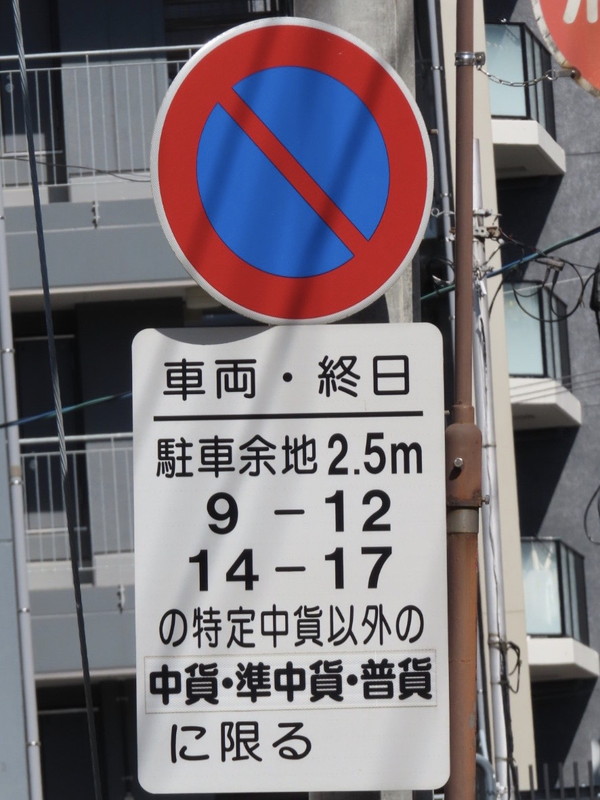 車両・終日
駐車余地2.5m
9－12
14－17
の特定中貨以外の
中貨・準中貨・普貨
に限る